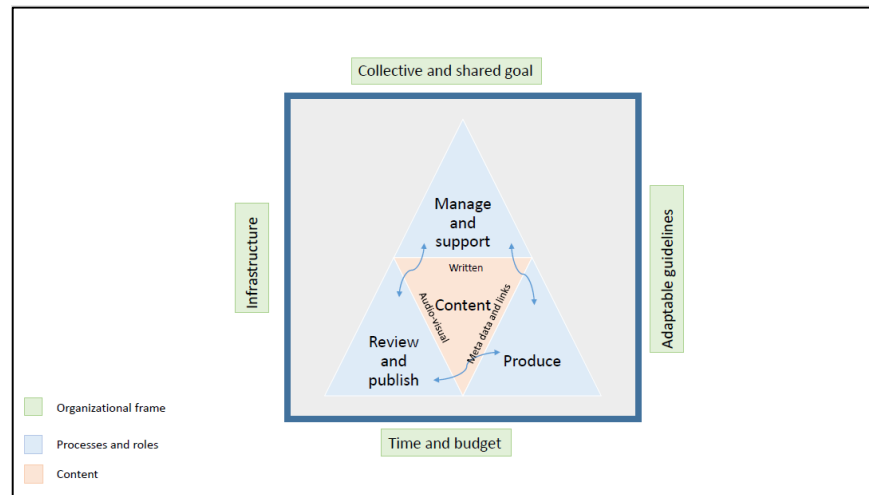 Collective and shared goal
Infrastructure
Adaptable guidelines
Manage
and
support
Written
Content
Audio-visual
Meta data and links
Review
and
publish
Produce
Time and budget
Organizational frame
Processes and roles
Content